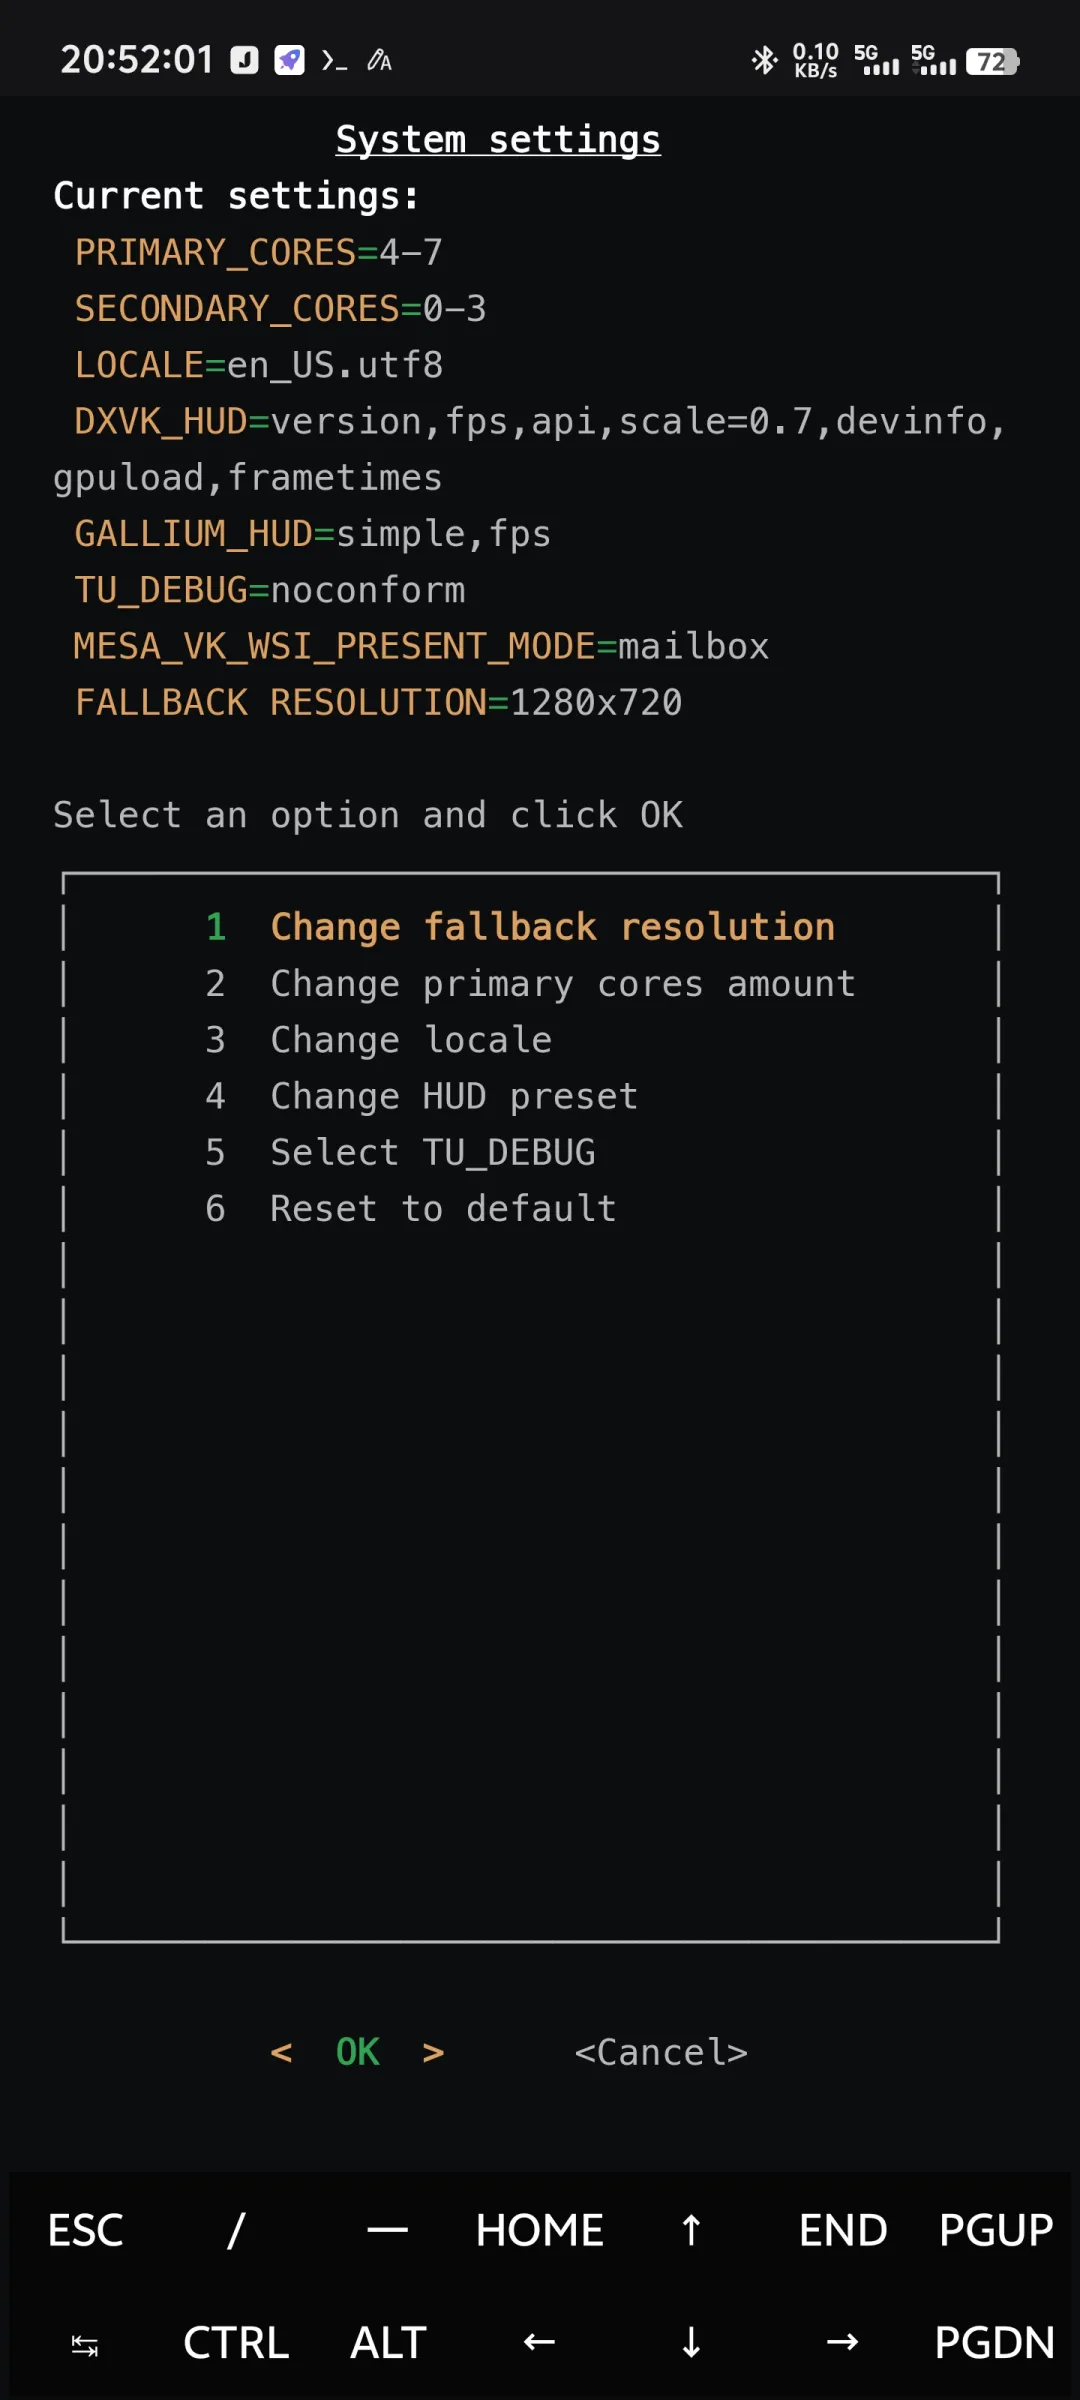 20:52:01 J >_ A 0.10 KB/s 5G 5G 72
System settings
Current settings:
PRIMARY_CORES=4-7
SECONDARY_CORES=0-3
LOCALE=en_US.utf8
DXVK_HUD=version,fps,api,scale=0.7,devinfo,
gpuload,frametimes
GALLIUM_HUD=simple,fps
TU_DEBUG=noconform
MESA_VK_WSI_PRESENT_MODE=mailbox
FALLBACK RESOLUTION=1280x720
Select an option and click OK
1 Change fallback resolution
2 Change primary cores amount
3 Change locale
4 Change HUD preset
5 Select TU_DEBUG
6 Reset to default
< OK > <Cancel>
ESC / — HOME ↑ END PGUP
↹ CTRL ALT ← ↓ → PGDN